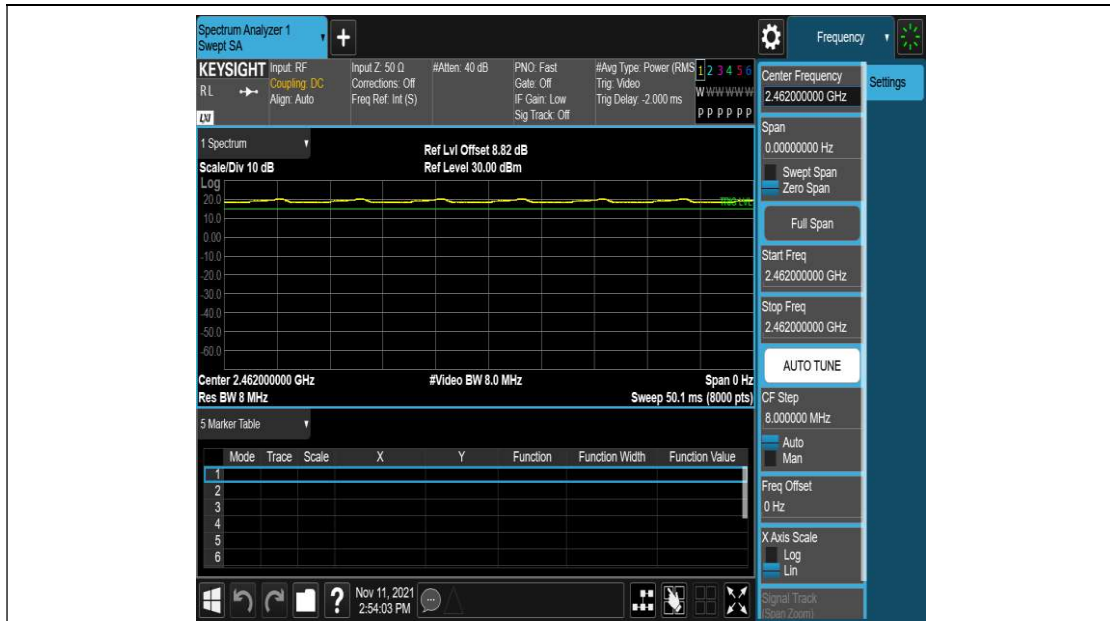 Spectrum Analyzer 1
Swept SA
Frequency
KEYSIGHT
RL
LXI
Input: RF
Coupling: DC
Align: Auto
Input Z: 50 Ω
Corrections: Off
Freq Ref: Int (S)
#Atten: 40 dB
PNO: Fast
Gate: Off
IF Gain: Low
Sig Track: Off
#Avg Type: Power (RMS
Trig: Video
Trig Delay: -2.000 ms
1 2 3 4 5 6
W W W W W W
P P P P P P
1 Spectrum
Scale/Div 10 dB
Ref Lvl Offset 8.82 dB
Ref Level 30.00 dBm
Log
20.0
10.0
0.00
-10.0
-20.0
-30.0
-40.0
-50.0
-60.0
TRIG LVL
Center 2.462000000 GHz
#Video BW 8.0 MHz
Span 0 Hz
Res BW 8 MHz
Sweep 50.1 ms (8000 pts)
5 Marker Table
Mode Trace Scale X Y Function Function Width Function Value
1
2
3
4
5
6
Nov 11, 2021
2:54:03 PM
Center Frequency
2.462000000 GHz
Settings
Span
0.00000000 Hz
Swept Span
Zero Span
Full Span
Start Freq
2.462000000 GHz
Stop Freq
2.462000000 GHz
AUTO TUNE
CF Step
8.000000 MHz
Auto
Man
Freq Offset
0 Hz
X Axis Scale
Log
Lin
Signal Track
(Span Zoom)